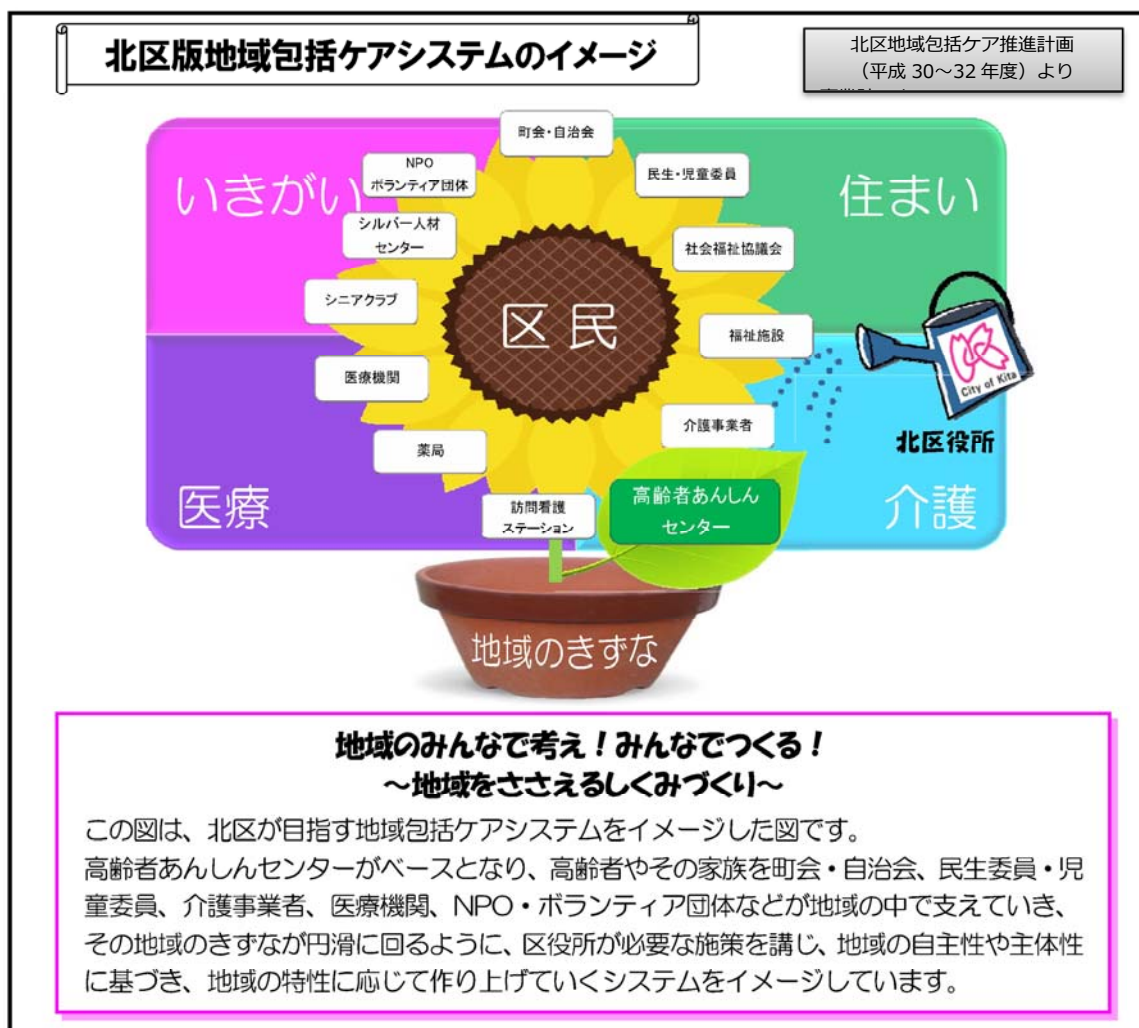 北区版地域包括ケアシステムのイメージ
北区地域包括ケア推進計画
（平成 30～32 年度）より
いきがい
住まい
町会・自治会
NPO
ボランティア団体
民生・児童委員
シルバー人材
センター
社会福祉協議会
シニアクラブ
区民
福祉施設
City of Kita
医療機関
介護事業者
北区役所
薬局
医療
訪問看護
ステーション
高齢者あんしん
センター
介護
地域のきずな
地域のみんなで考え！みんなでつくる！
～地域をささえるしくみづくり～
この図は、北区が目指す地域包括ケアシステムをイメージした図です。
高齢者あんしんセンターがベースとなり、高齢者やその家族を町会・自治会、民生委員・児
童委員、介護事業者、医療機関、NPO・ボランティア団体などが地域の中で支えていき、
その地域のきずなが円滑に回るように、区役所が必要な施策を講じ、地域の自主性や主体性
に基づき、地域の特性に応じて作り上げていくシステムをイメージしています。